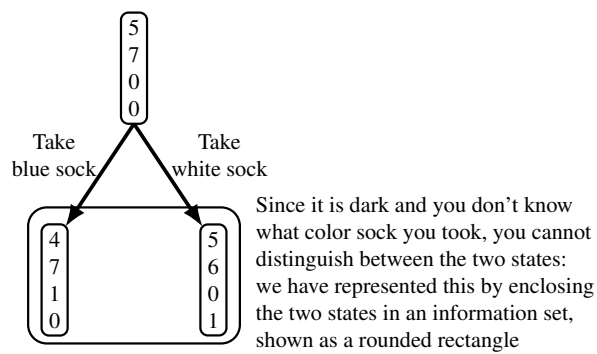 5
7
0
0
Take
blue sock
Take
white sock
4
7
1
0
5
6
0
1
Since it is dark and you don't know
what color sock you took, you cannot
distinguish between the two states:
we have represented this by enclosing
the two states in an information set,
shown as a rounded rectangle